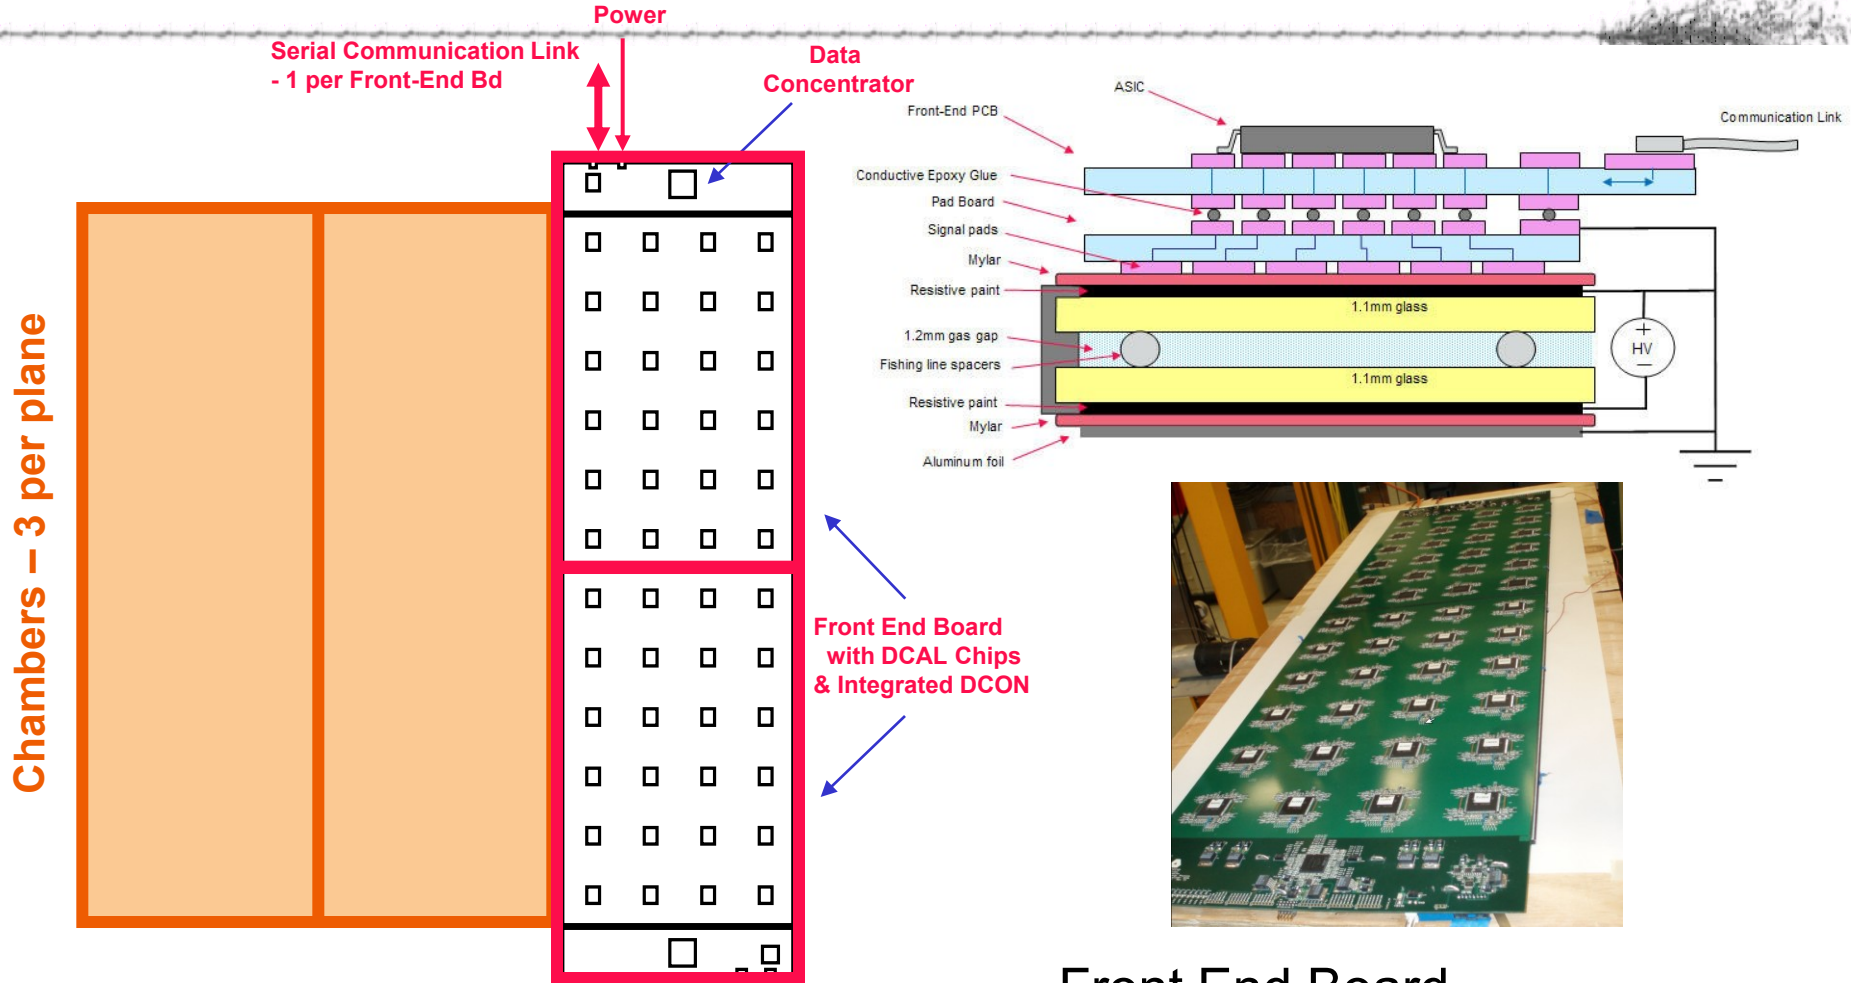 Power
Serial Communication Link
- 1 per Front-End Bd
Data
Concentrator
Chambers – 3 per plane
Front End Board
with DCAL Chips
& Integrated DCON
ASIC
Front-End PCB
Communication Link
Conductive Epoxy Glue
Pad Board
Signal pads
Mylar
Resistive paint
1.1mm glass
1.2mm gas gap
+
HV
–
Fishing line spacers
1.1mm glass
Resistive paint
Mylar
Aluminum foil
Front End Board